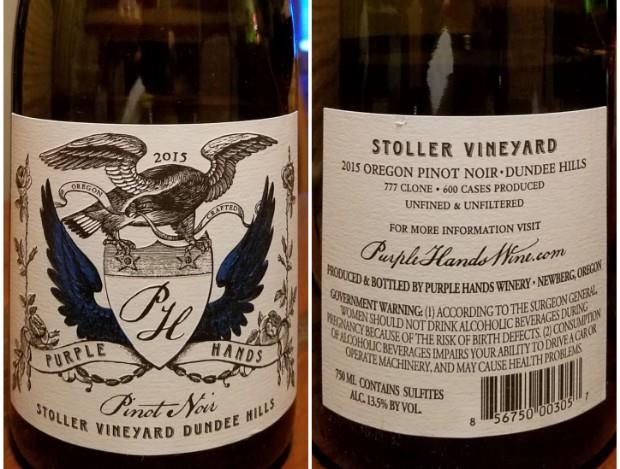 2015
OREGON CRAFTED
PH
PURPLE HANDS
Pinot Noir
STOLLER VINEYARD DUNDEE HILLS
STOLLER VINEYARD
2015 OREGON PINOT NOIR • DUNDEE HILLS
777 CLONE • 600 CASES PRODUCED
UNFINED & UNFILTERED
FOR MORE INFORMATION VISIT
PurpleHandsWine.com
PRODUCED & BOTTLED BY PURPLE HANDS WINERY • NEWBERG, OREGON
GOVERNMENT WARNING: (1) ACCORDING TO THE SURGEON GENERAL,
WOMEN SHOULD NOT DRINK ALCOHOLIC BEVERAGES DURING
PREGNANCY BECAUSE OF THE RISK OF BIRTH DEFECTS. (2) CONSUMPTION
OF ALCOHOLIC BEVERAGES IMPAIRS YOUR ABILITY TO DRIVE A CAR OR
OPERATE MACHINERY, AND MAY CAUSE HEALTH PROBLEMS.
750 ML CONTAINS SULFITES
ALC. 13.5% BY VOL.
8 56750 00305 7